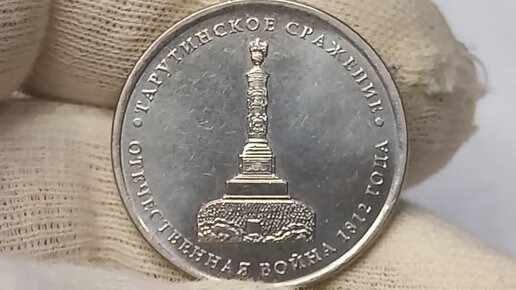 ТАРУТИНСКОЕ СРАЖЕНИЕ
ОТЕЧЕСТВЕННАЯ ВОЙНА 1812 ГОДА